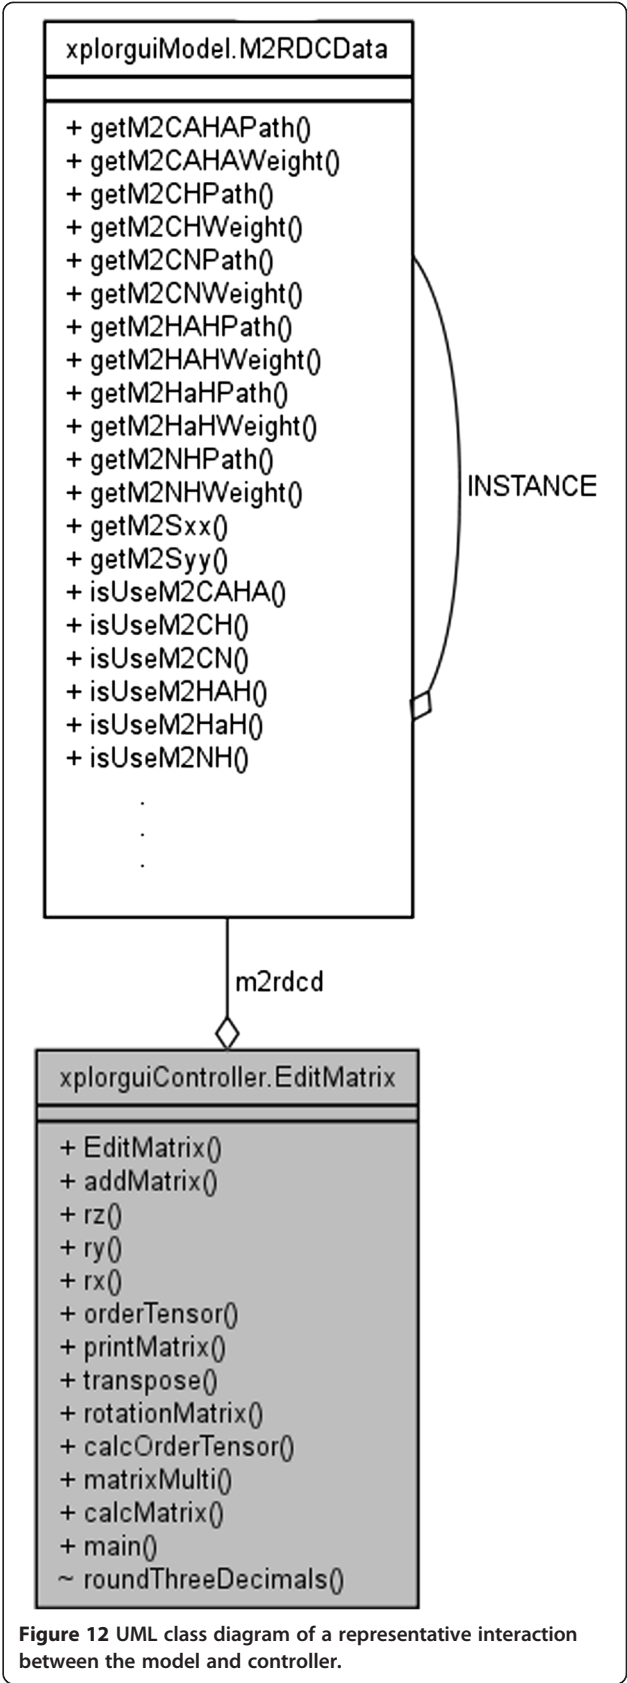 xplorguiModel.M2RDCData
+ getM2CAHAPath()
+ getM2CAHAWeight()
+ getM2CHPath()
+ getM2CHWeight()
+ getM2CNPath()
+ getM2CNWeight()
+ getM2HAHPath()
+ getM2HAHWeight()
+ getM2HaHPath()
+ getM2HaHWeight()
+ getM2NHPath()
+ getM2NHWeight()
+ getM2Sxx()
+ getM2Syy()
+ isUseM2CAHA()
+ isUseM2CH()
+ isUseM2CN()
+ isUseM2HAH()
+ isUseM2HaH()
+ isUseM2NH()
.
.
.
INSTANCE
m2rdcd
xplorguiController.EditMatrix
+ EditMatrix()
+ addMatrix()
+ rz()
+ ry()
+ rx()
+ orderTensor()
+ printMatrix()
+ transpose()
+ rotationMatrix()
+ calcOrderTensor()
+ matrixMulti()
+ calcMatrix()
+ main()
~ roundThreeDecimals()
Figure 12 UML class diagram of a representative interaction
between the model and controller.